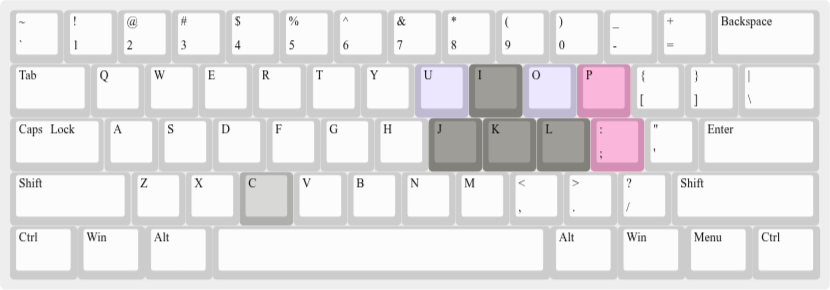 ~ ! @ # $ % ^ & * ( ) _ + Backspace
` 1 2 3 4 5 6 7 8 9 0 - =
Tab Q W E R T Y U I O P { } |
[ ] \
Caps Lock A S D F G H J K L : " Enter
; '
Shift Z X C V B N M < > ? Shift
, . /
Ctrl Win Alt Alt Win Menu Ctrl